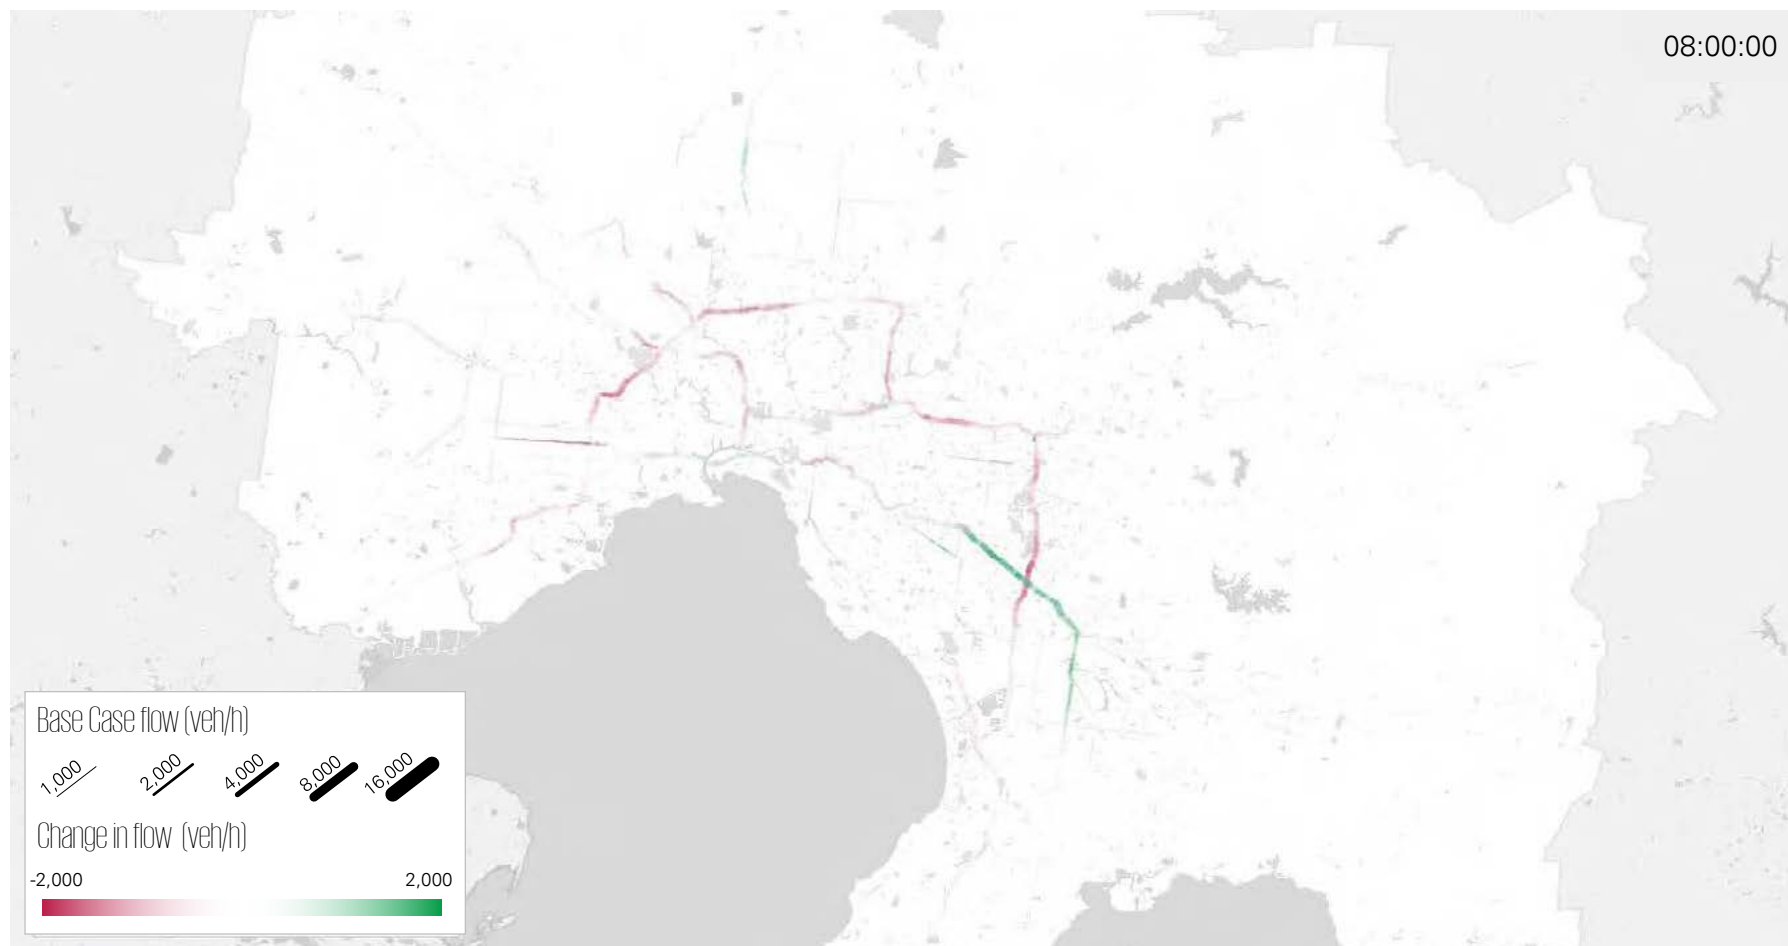 08:00:00
Base Case flow (veh/h)
1,000 2,000 4,000 8,000 16,000
Change in flow (veh/h)
-2,000 2,000